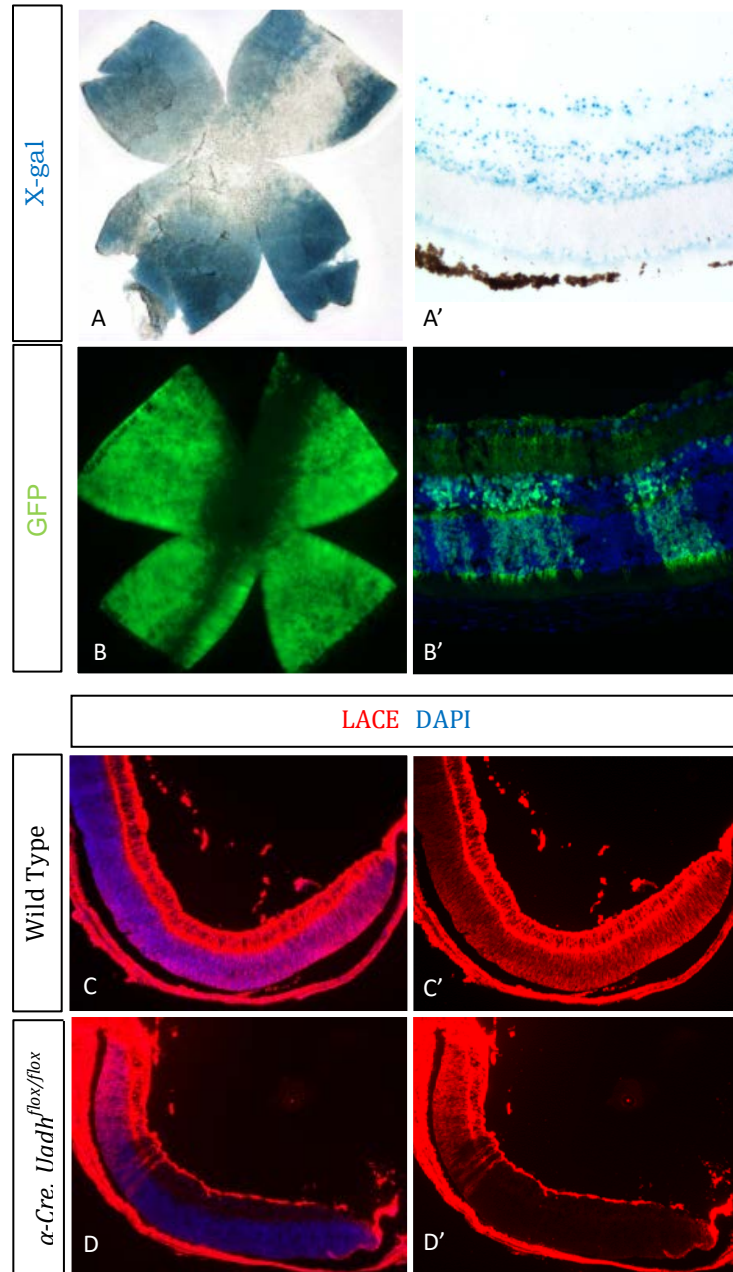 X-gal
A
A’
GFP
B
B’
LACE DAPI
Wild Type
C
C’
α-Cre. Uadh^flox/flox
D
D’